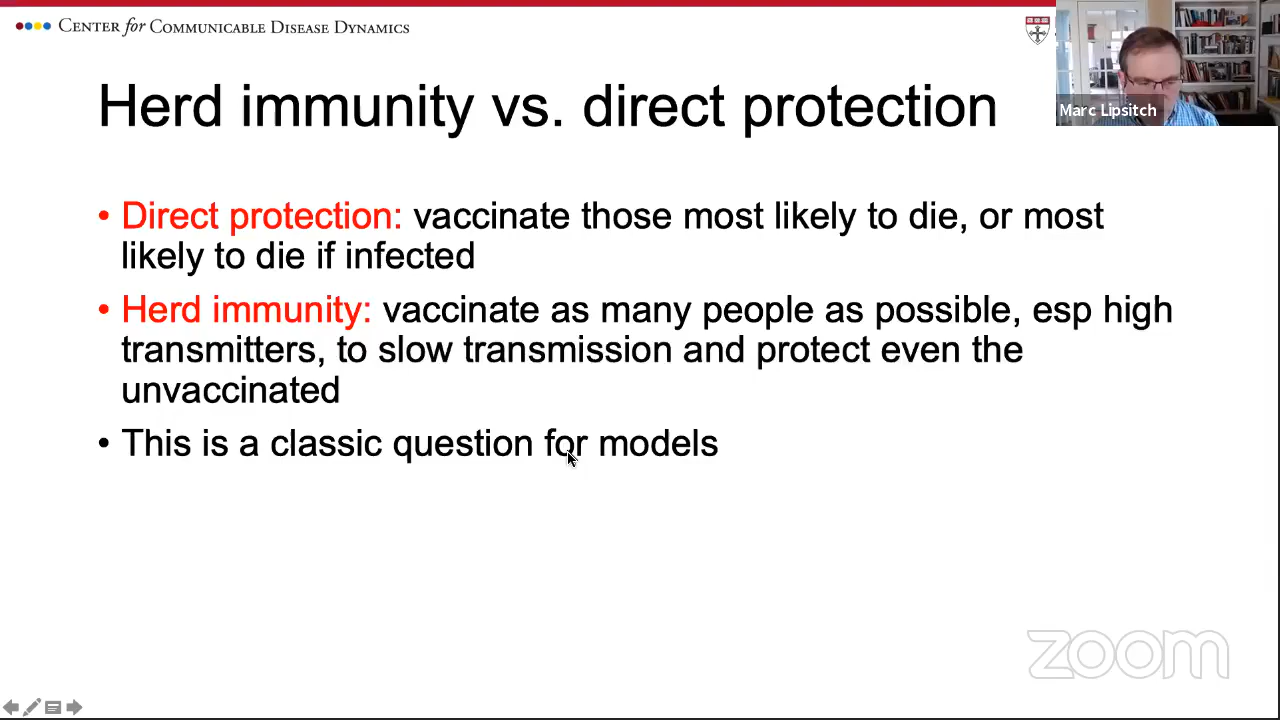 CENTER for COMMUNICABLE DISEASE DYNAMICS
Marc Lipsitch
Herd immunity vs. direct protection
• Direct protection: vaccinate those most likely to die, or most
likely to die if infected
• Herd immunity: vaccinate as many people as possible, esp high
transmitters, to slow transmission and protect even the
unvaccinated
• This is a classic question for models
zoom